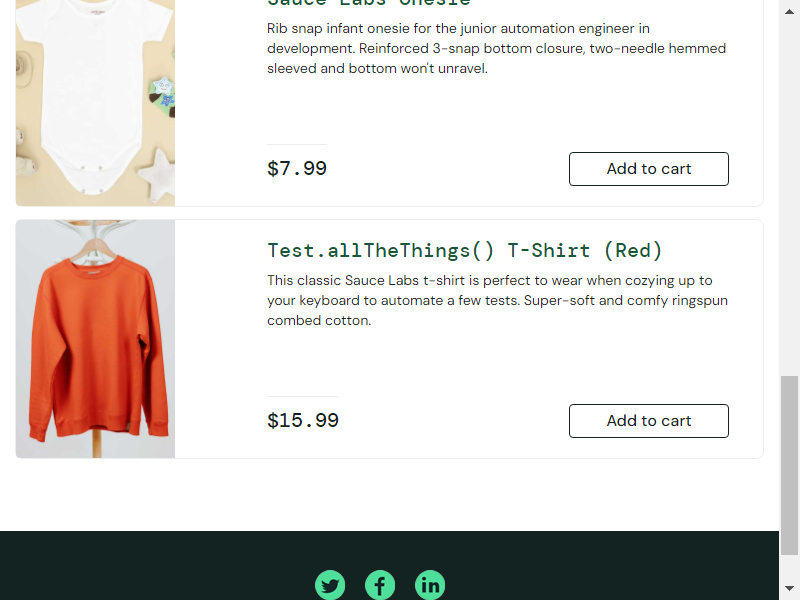 Sauce Labs Onesie
Rib snap infant onesie for the junior automation engineer in
development. Reinforced 3-snap bottom closure, two-needle hemmed
sleeved and bottom won't unravel.
$7.99
Add to cart
Test.allTheThings() T-Shirt (Red)
This classic Sauce Labs t-shirt is perfect to wear when cozying up to
your keyboard to automate a few tests. Super-soft and comfy ringspun
combed cotton.
$15.99
Add to cart